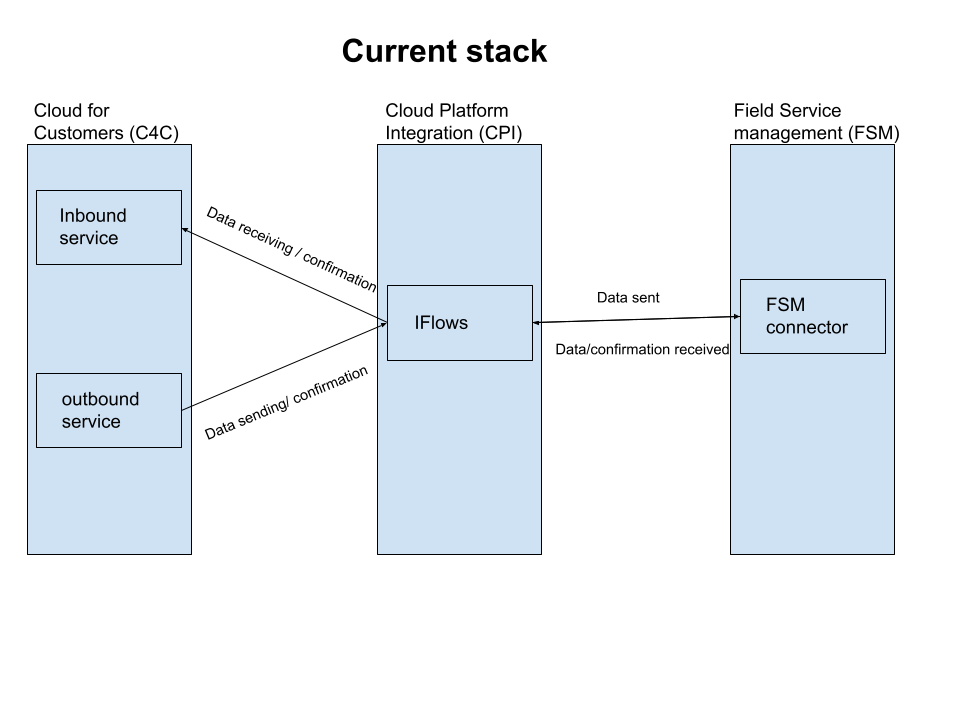 Current stack
Cloud for
Customers (C4C)
Cloud Platform
Integration (CPI)
Field Service
management (FSM)
Inbound
service
Data receiving / confirmation
IFlows
Data sent
FSM
connector
Data/confirmation received
outbound
service
Data sending/ confirmation